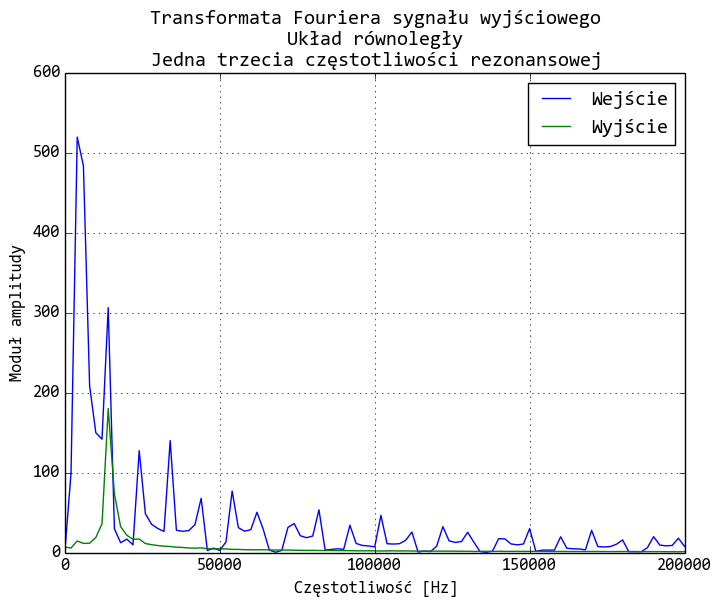 Transformata Fouriera sygnału wyjściowego
Układ równoległy
Jedna trzecia częstotliwości rezonansowej
600
500
400
300
200
100
0
Moduł amplitudy
Wejście
Wyjście
0
50000
100000
150000
200000
Częstotliwość [Hz]